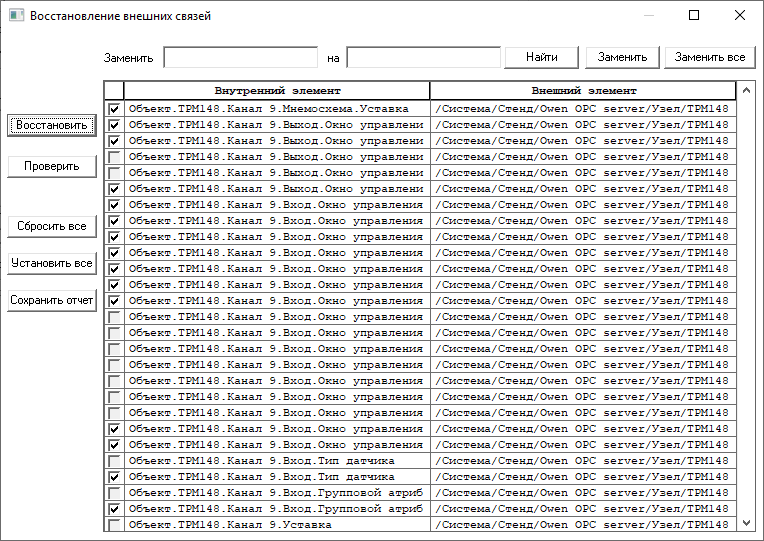 Восстановление внешних связей
Заменить на Найти Заменить Заменить все
Внутренний элемент Внешний элемент
Объект.ТРМ148.Канал 9.Мнемосхема.Уставка /Система/Стенд/Owen OPC server/Узел/ТРМ148
Восстановить Объект.ТРМ148.Канал 9.Выход.Окно управлени /Система/Стенд/Owen OPC server/Узел/ТРМ148
Объект.ТРМ148.Канал 9.Выход.Окно управлени /Система/Стенд/Owen OPC server/Узел/ТРМ148
Объект.ТРМ148.Канал 9.Выход.Окно управлени /Система/Стенд/Owen OPC server/Узел/ТРМ148
Проверить Объект.ТРМ148.Канал 9.Выход.Окно управлени /Система/Стенд/Owen OPC server/Узел/ТРМ148
Объект.ТРМ148.Канал 9.Выход.Окно управлени /Система/Стенд/Owen OPC server/Узел/ТРМ148
Объект.ТРМ148.Канал 9.Вход.Окно управления /Система/Стенд/Owen OPC server/Узел/ТРМ148
Объект.ТРМ148.Канал 9.Вход.Окно управления /Система/Стенд/Owen OPC server/Узел/ТРМ148
Сбросить все Объект.ТРМ148.Канал 9.Вход.Окно управления /Система/Стенд/Owen OPC server/Узел/ТРМ148
Объект.ТРМ148.Канал 9.Вход.Окно управления /Система/Стенд/Owen OPC server/Узел/ТРМ148
Установить все Объект.ТРМ148.Канал 9.Вход.Окно управления /Система/Стенд/Owen OPC server/Узел/ТРМ148
Объект.ТРМ148.Канал 9.Вход.Окно управления /Система/Стенд/Owen OPC server/Узел/ТРМ148
Сохранить отчет Объект.ТРМ148.Канал 9.Вход.Окно управления /Система/Стенд/Owen OPC server/Узел/ТРМ148
Объект.ТРМ148.Канал 9.Вход.Окно управления /Система/Стенд/Owen OPC server/Узел/ТРМ148
Объект.ТРМ148.Канал 9.Вход.Окно управления /Система/Стенд/Owen OPC server/Узел/ТРМ148
Объект.ТРМ148.Канал 9.Вход.Окно управления /Система/Стенд/Owen OPC server/Узел/ТРМ148
Объект.ТРМ148.Канал 9.Вход.Окно управления /Система/Стенд/Owen OPC server/Узел/ТРМ148
Объект.ТРМ148.Канал 9.Вход.Окно управления /Система/Стенд/Owen OPC server/Узел/ТРМ148
Объект.ТРМ148.Канал 9.Вход.Окно управления /Система/Стенд/Owen OPC server/Узел/ТРМ148
Объект.ТРМ148.Канал 9.Вход.Окно управления /Система/Стенд/Owen OPC server/Узел/ТРМ148
Объект.ТРМ148.Канал 9.Вход.Окно управления /Система/Стенд/Owen OPC server/Узел/ТРМ148
Объект.ТРМ148.Канал 9.Вход.Окно управления /Система/Стенд/Owen OPC server/Узел/ТРМ148
Объект.ТРМ148.Канал 9.Вход.Тип датчика /Система/Стенд/Owen OPC server/Узел/ТРМ148
Объект.ТРМ148.Канал 9.Вход.Тип датчика /Система/Стенд/Owen OPC server/Узел/ТРМ148
Объект.ТРМ148.Канал 9.Вход.Групповой атриб /Система/Стенд/Owen OPC server/Узел/ТРМ148
Объект.ТРМ148.Канал 9.Вход.Групповой атриб /Система/Стенд/Owen OPC server/Узел/ТРМ148
Объект.ТРМ148.Канал 9.Уставка /Система/Стенд/Owen OPC server/Узел/ТРМ148